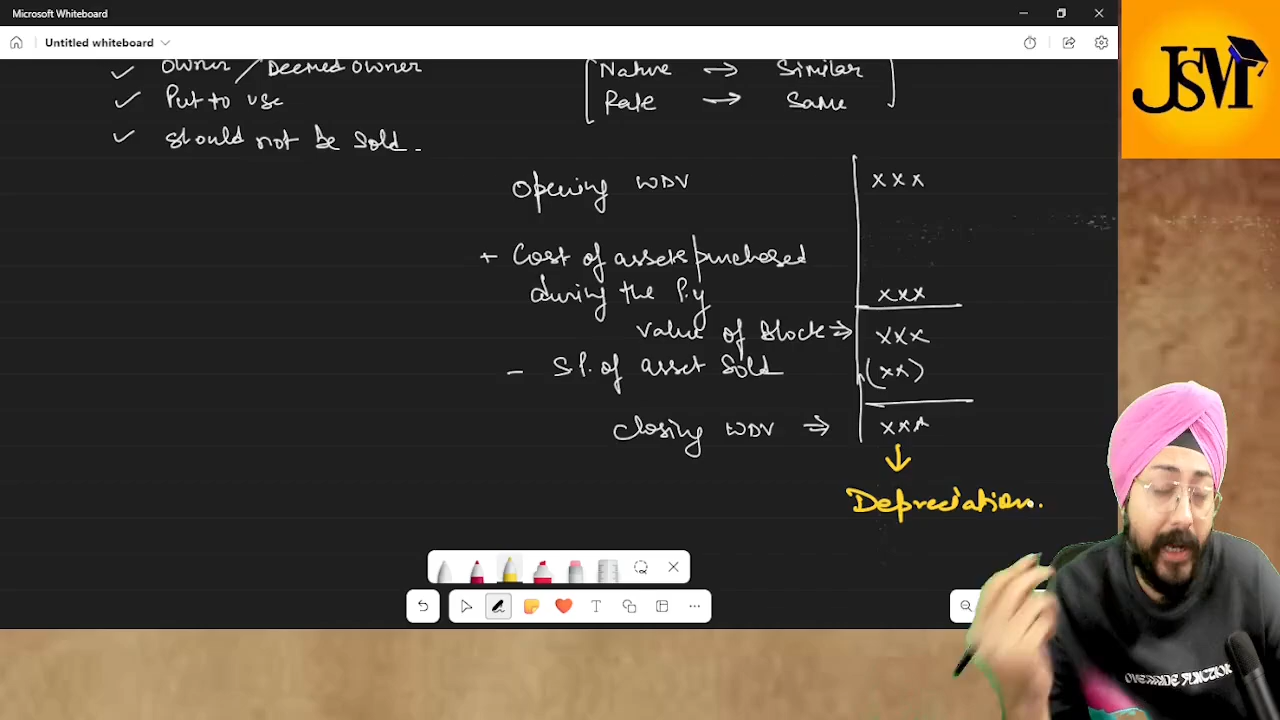 Microsoft Whiteboard
Untitled whiteboard
JSM
Owner / Deemed owner
Put to use
should not be sold.
Nature ↔ Similar
Rate → Same
Opening WDV xxx
+ Cost of assets purchased
during the P.y xxx
Value of Block ⇒ xxx
- S.P. of asset sold (xx)
closing WDV ⇒ xxx
↓
Depreciation.